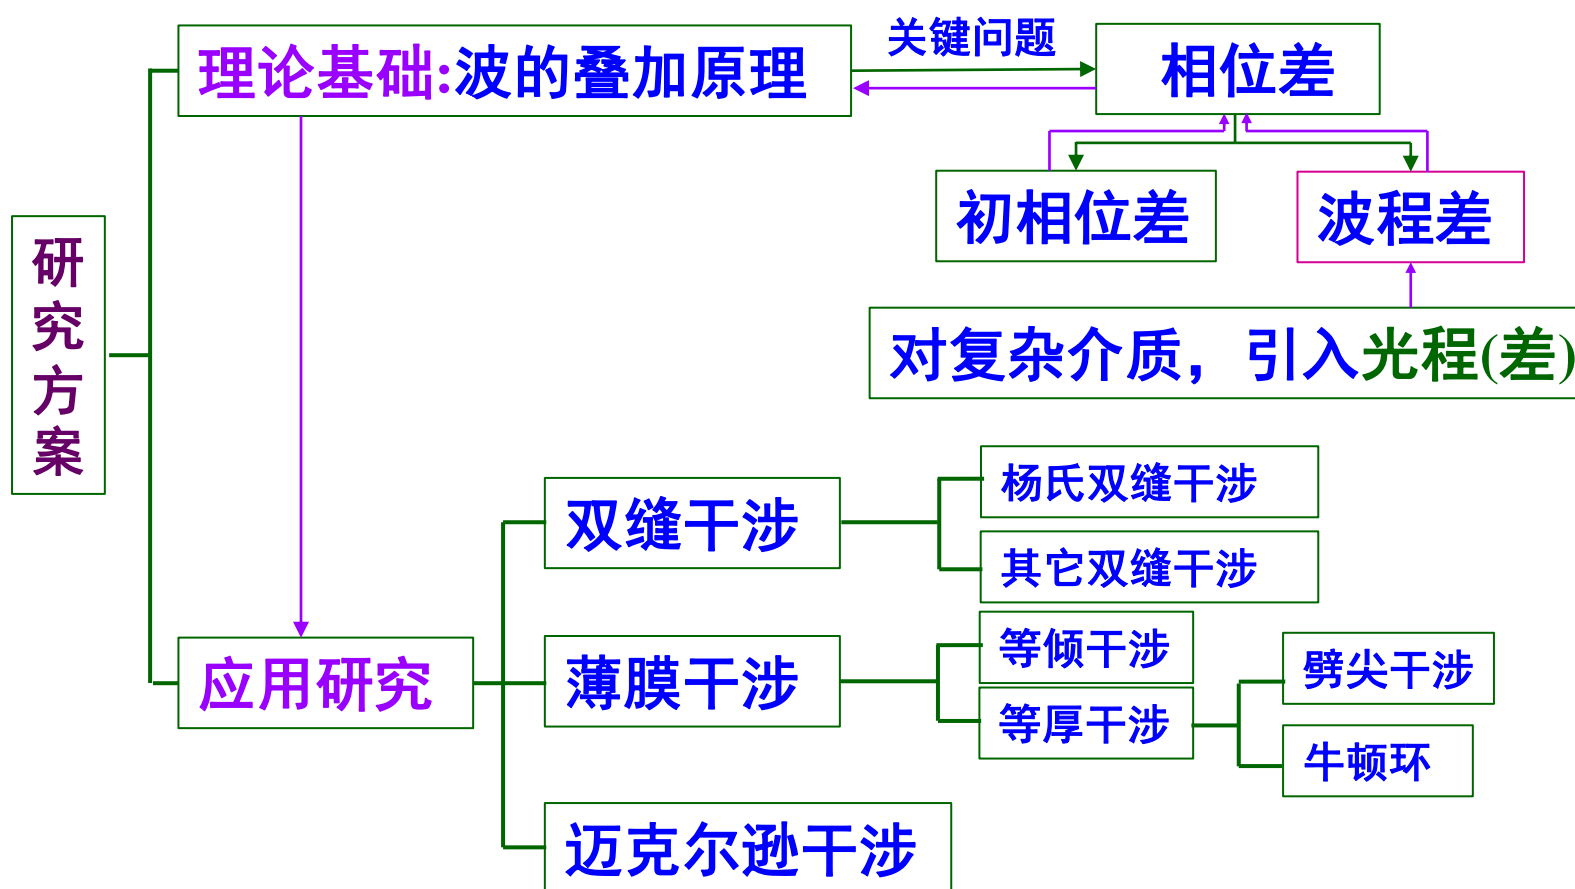 关键问题
理论基础:波的叠加原理
相位差
初相位差
波程差
研究方案
对复杂介质，引入光程(差)
双缝干涉
杨氏双缝干涉
其它双缝干涉
应用研究
薄膜干涉
等倾干涉
等厚干涉
劈尖干涉
牛顿环
迈克尔逊干涉